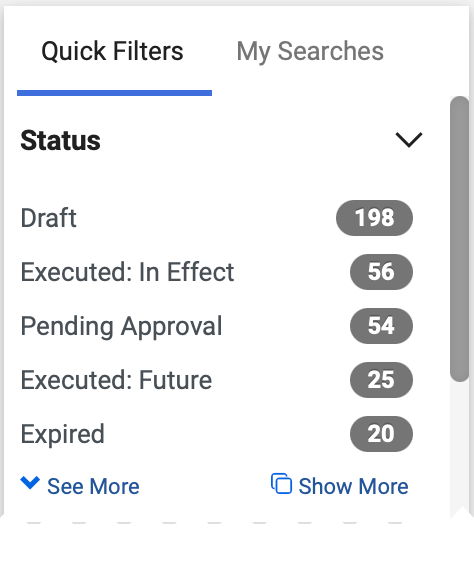 Quick Filters My Searches
Status
Draft 198
Executed: In Effect 56
Pending Approval 54
Executed: Future 25
Expired 20
See More Show More